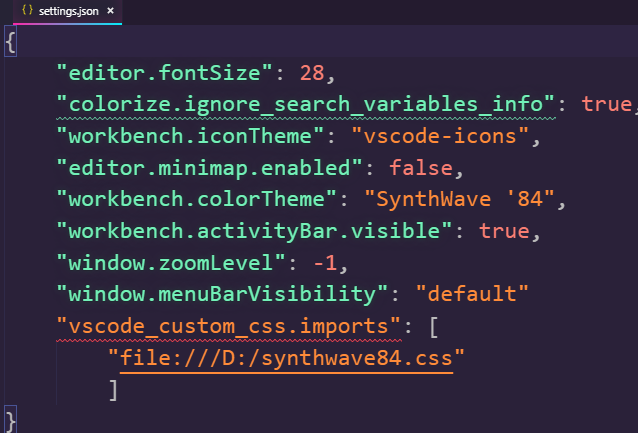 {} settings.json ×
{
"editor.fontSize": 28,
"colorize.ignore_search_variables_info": true,
"workbench.iconTheme": "vscode-icons",
"editor.minimap.enabled": false,
"workbench.colorTheme": "SynthWave '84",
"workbench.activityBar.visible": true,
"window.zoomLevel": -1,
"window.menuBarVisibility": "default"
"vscode_custom_css.imports": [
"file:///D:/synthwave84.css"
]
}